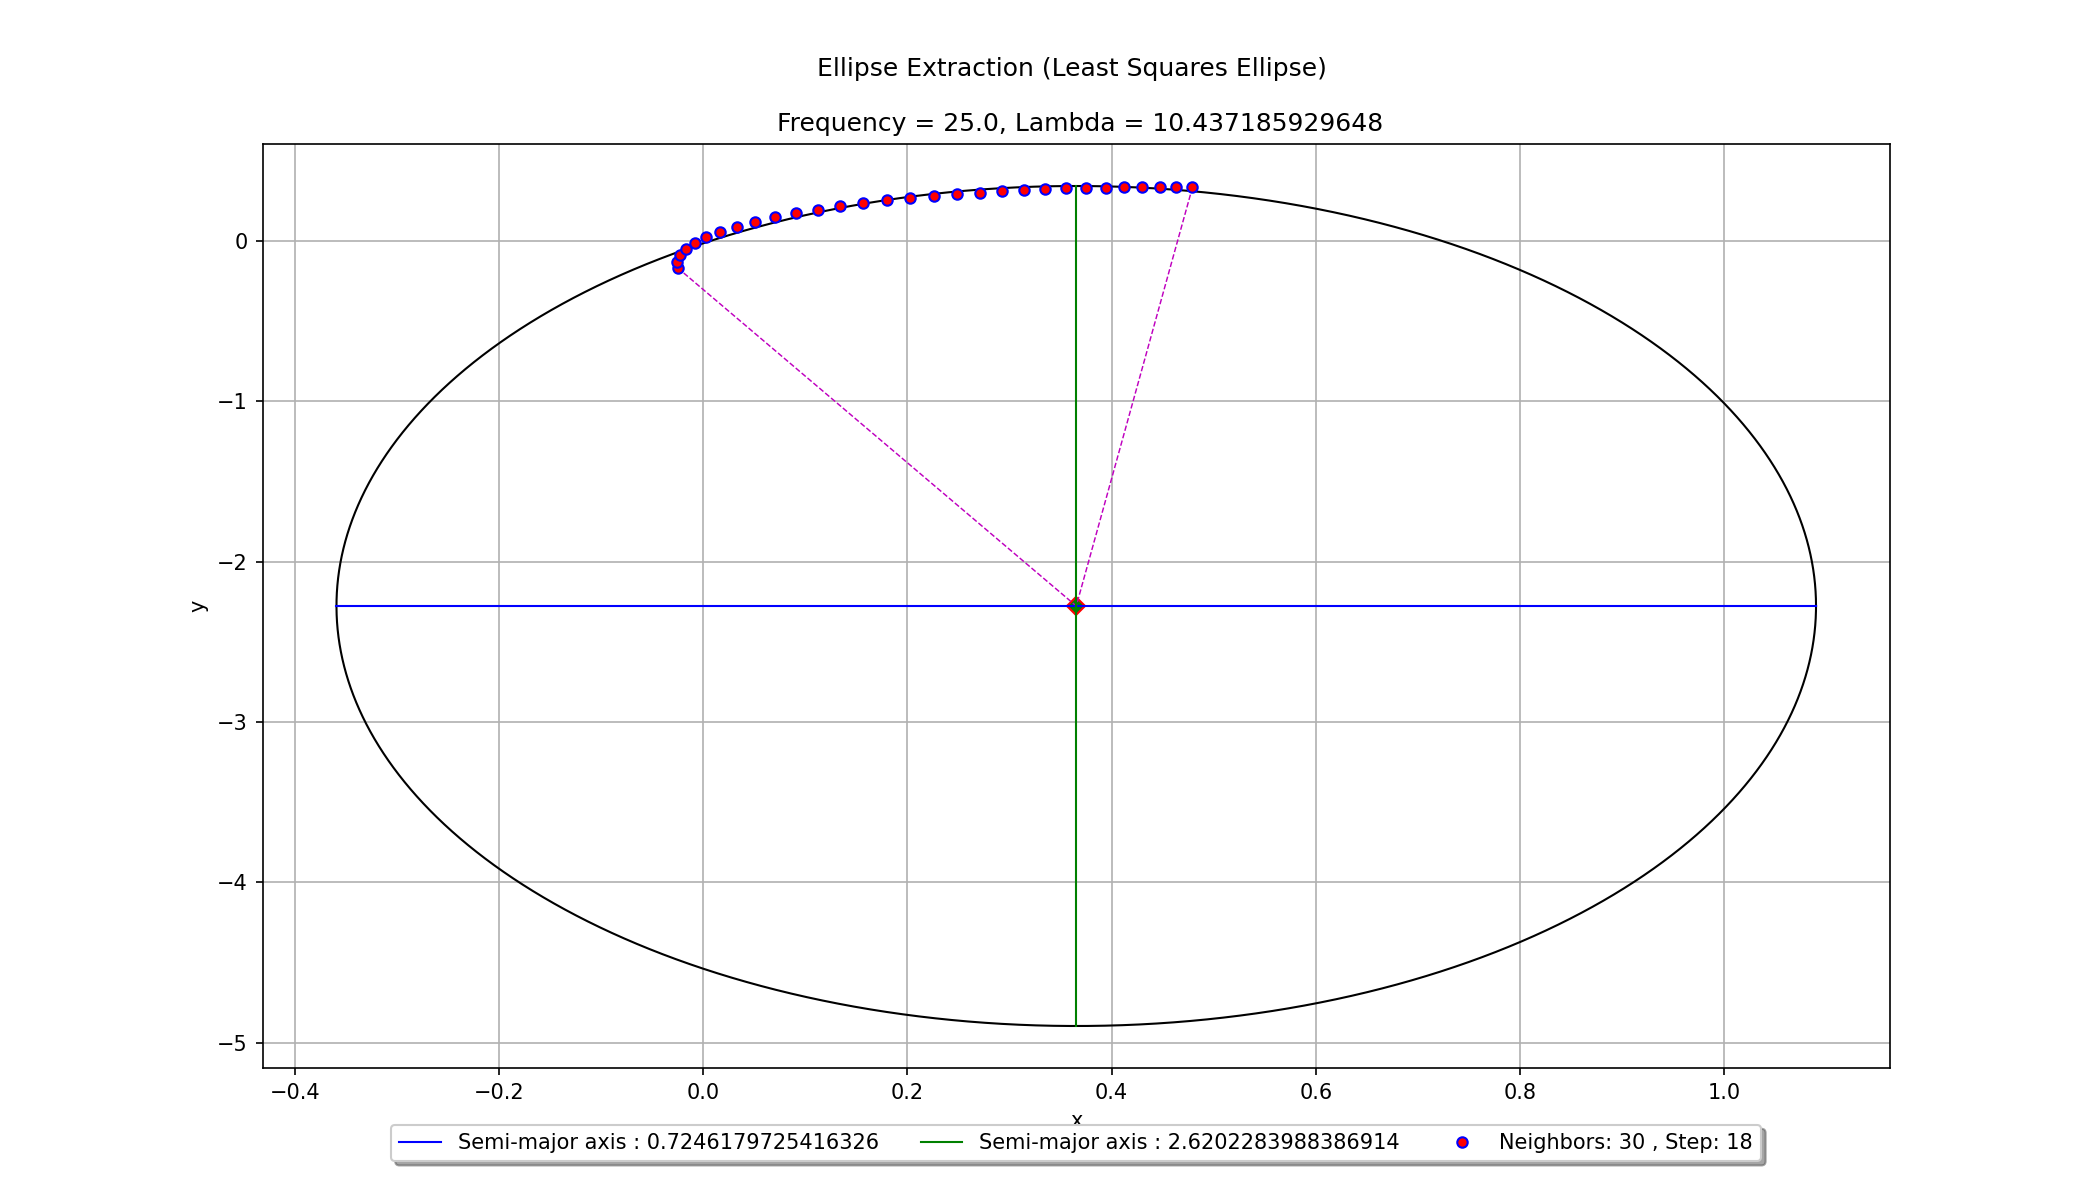 Ellipse Extraction (Least Squares Ellipse)
Frequency = 25.0, Lambda = 10.437185929648
0
−1
−2
−3
−4
−5
y
−0.4 −0.2 0.0 0.2 0.4 0.6 0.8 1.0
x
Semi-major axis : 0.7246179725416326 Semi-major axis : 2.6202283988386914 Neighbors: 30 , Step: 18